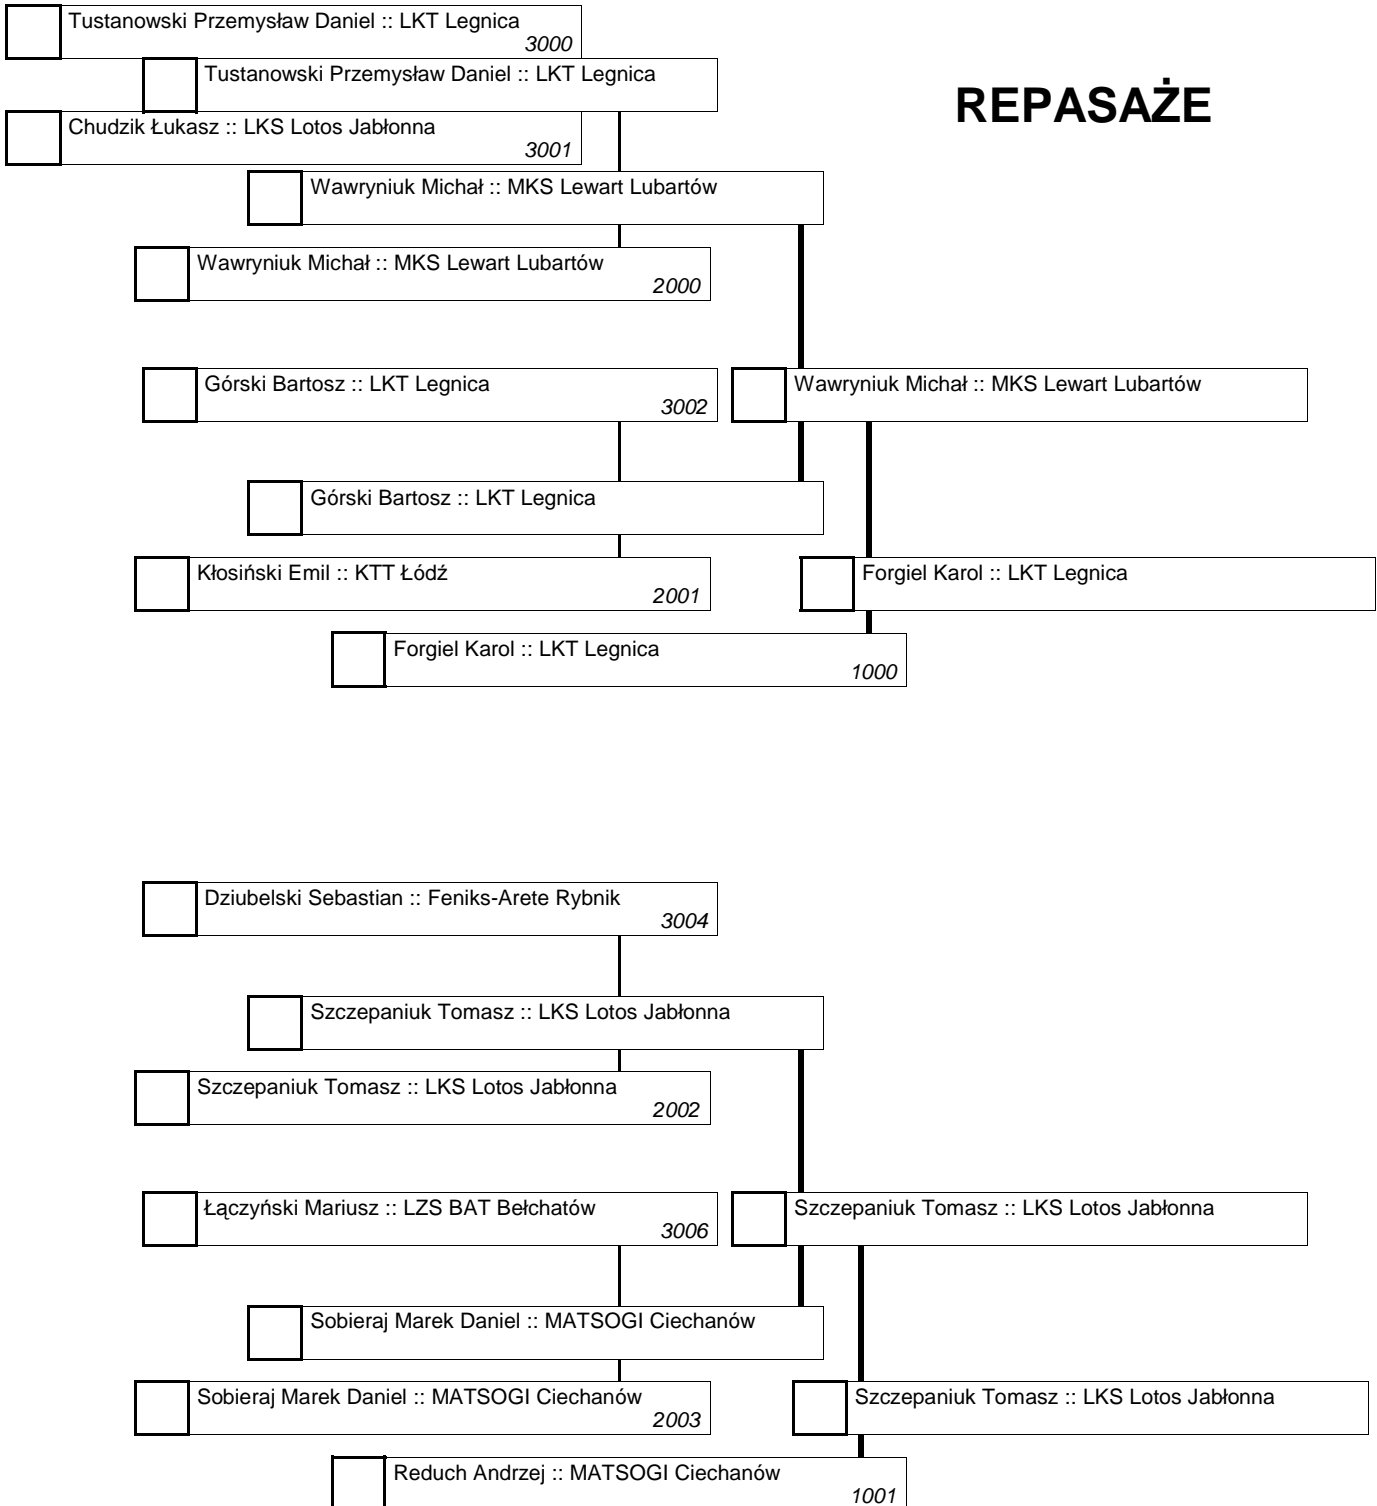 Tustanowski Przemysław Daniel :: LKT Legnica
3000
Tustanowski Przemysław Daniel :: LKT Legnica
REPASAŻE
Chudzik Łukasz :: LKS Lotos Jabłonna
3001
Wawryniuk Michał :: MKS Lewart Lubartów
Wawryniuk Michał :: MKS Lewart Lubartów
2000
Górski Bartosz :: LKT Legnica
3002
Wawryniuk Michał :: MKS Lewart Lubartów
Górski Bartosz :: LKT Legnica
Kłosiński Emil :: KTT Łódź
2001
Forgiel Karol :: LKT Legnica
Forgiel Karol :: LKT Legnica
1000
Dziubelski Sebastian :: Feniks-Arete Rybnik
3004
Szczepaniuk Tomasz :: LKS Lotos Jabłonna
Szczepaniuk Tomasz :: LKS Lotos Jabłonna
2002
Łączyński Mariusz :: LZS BAT Bełchatów
3006
Szczepaniuk Tomasz :: LKS Lotos Jabłonna
Sobieraj Marek Daniel :: MATSOGI Ciechanów
Sobieraj Marek Daniel :: MATSOGI Ciechanów
2003
Szczepaniuk Tomasz :: LKS Lotos Jabłonna
Reduch Andrzej :: MATSOGI Ciechanów
1001